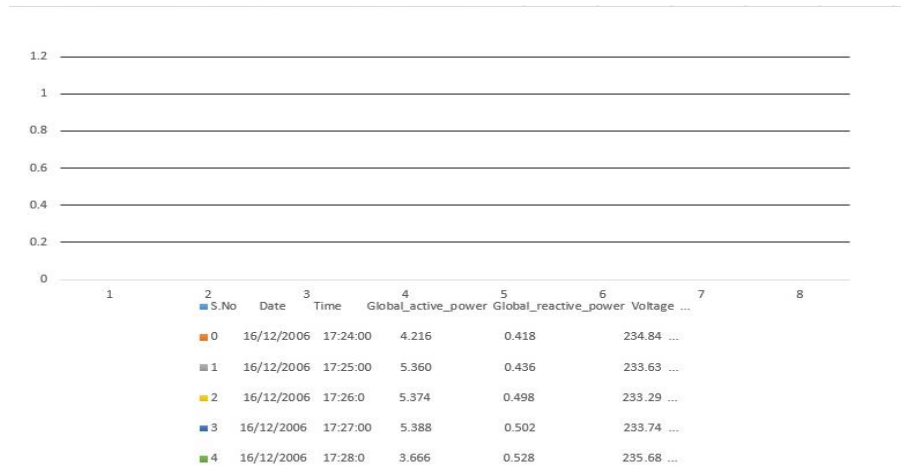 1.2
1
0.8
0.6
0.4
0.2
0
1 2 3 4 5 6 7 8
S.No Date Time Global_active_power Global_reactive_power Voltage ...
0 16/12/2006 17:24:00 4.216 0.418 234.84 ...
1 16/12/2006 17:25:00 5.360 0.436 233.63 ...
2 16/12/2006 17:26:0 5.374 0.498 233.29 ...
3 16/12/2006 17:27:00 5.388 0.502 233.74 ...
4 16/12/2006 17:28:0 3.666 0.528 235.68 ...